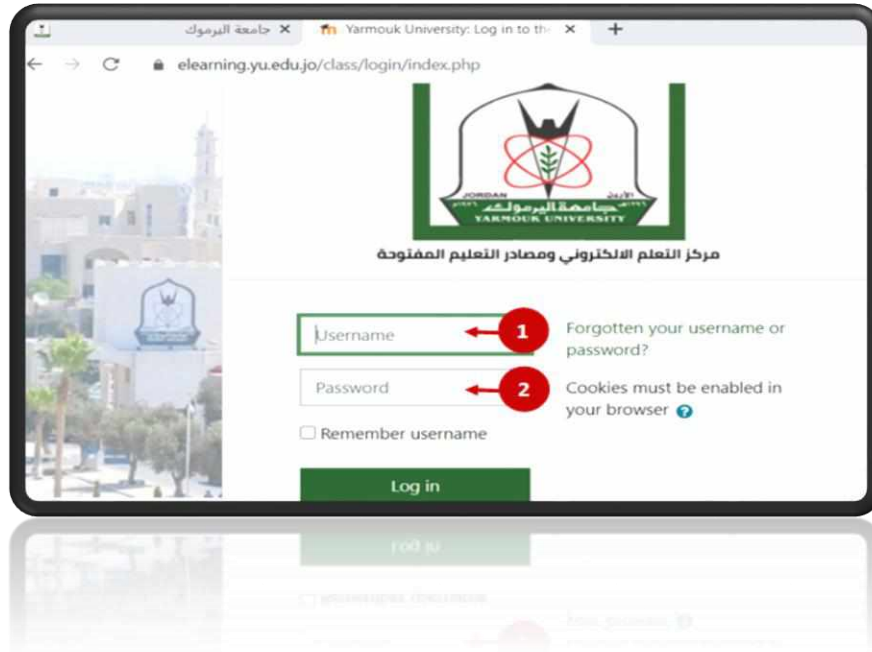 جامعة اليرموك
Yarmouk University: Log in to the
elearning.yu.edu.jo/class/login/index.php
JORDAN الأردن
جامعة اليرموك
YARMOUK UNIVERSITY
مركز التعلم الالكتروني ومصادر التعليم المفتوحة
Username
1
Forgotten your username or
password?
Password
2
Cookies must be enabled in
your browser
Remember username
Log in